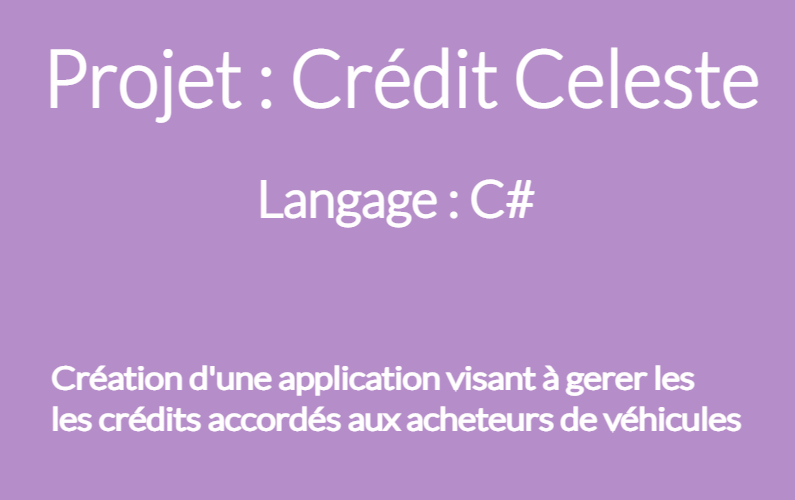 Projet : Crédit Celeste
Langage : C#
Création d'une application visant à gerer les
les crédits accordés aux acheteurs de véhicules